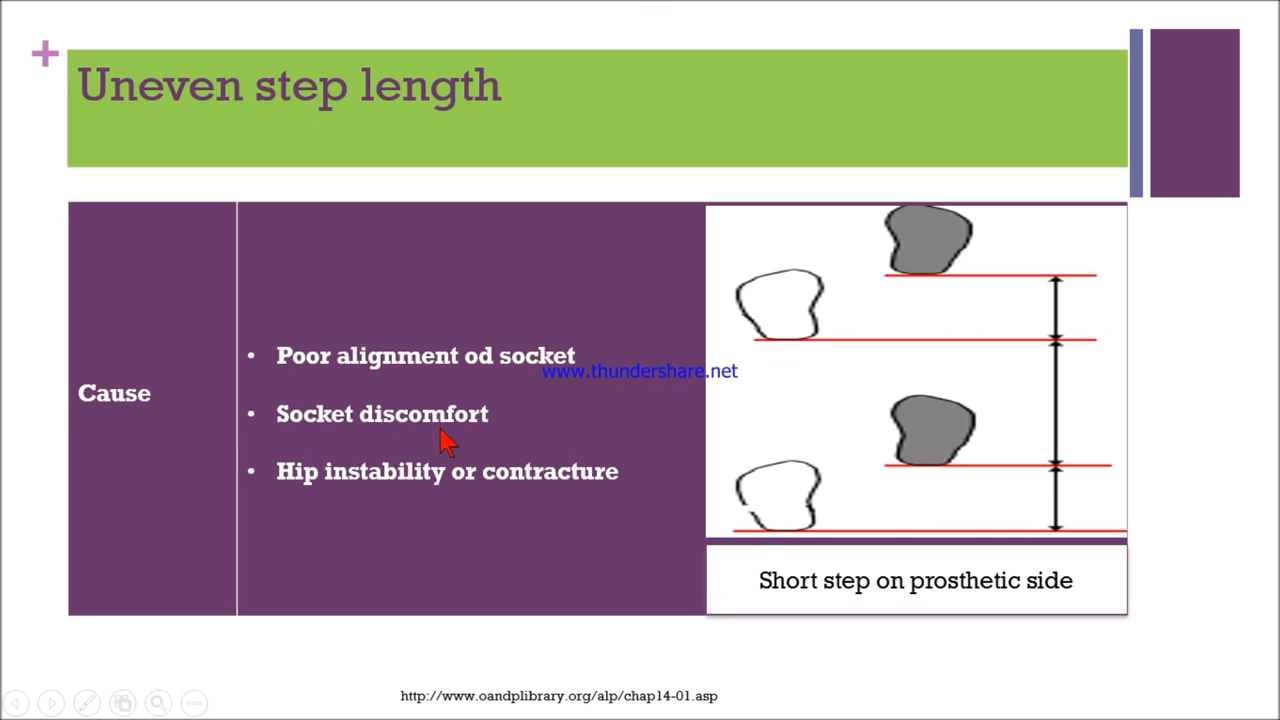 Uneven step length
Cause
• Poor alignment od socket
www.thundershare.net
• Socket discomfort
• Hip instability or contracture
Short step on prosthetic side
http://www.oandplibrary.org/alp/chap14-01.asp